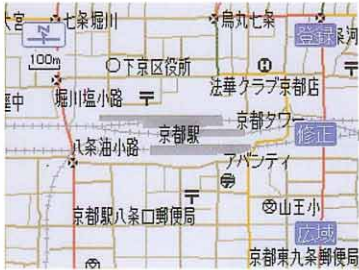 大宮
七条堀川
烏丸七条
登録
100m
下京区役所
法華クラブ京都店
堀川塩小路
京都タワー
京都駅
修正
八条油小路
アバンティ
山王小
京都駅八条口郵便局
広域
京都東九条郵便局